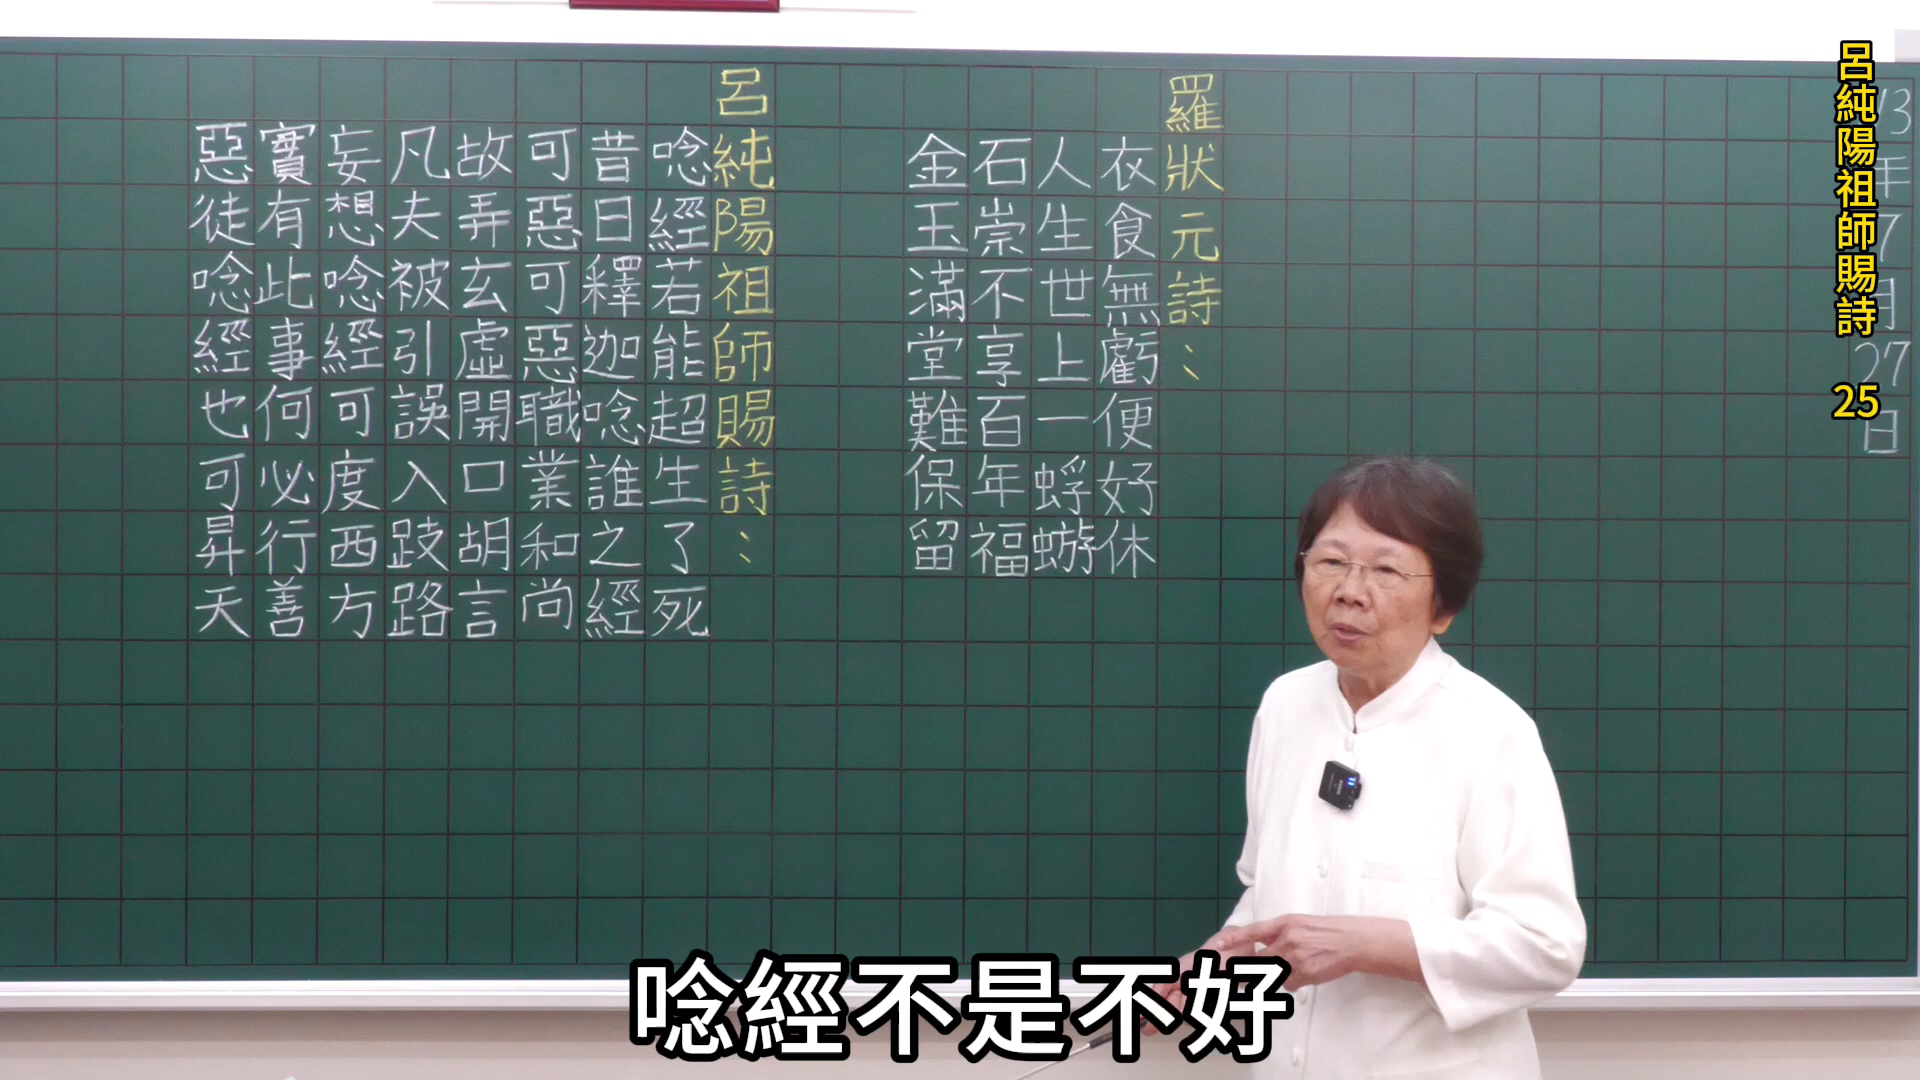 羅狀元詩：
衣食無虧便好休
人生世上一蜉蝣
石崇不享百年福
金玉滿堂難保留
呂純陽祖師賜詩：
唸經若能超生了死
昔日釋迦唸誰之經
可惡可惡職業和尚
故弄玄虛開口胡言
凡夫被引誤入跂路
妄想唸經可度西方
實有此事何必行善
惡徒唸經也可昇天
呂純陽祖師賜詩 25
13年7月27日
唸經不是不好